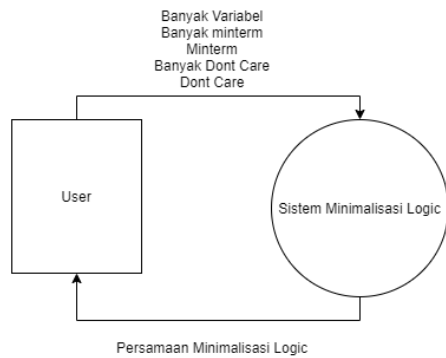 Banyak Variabel
Banyak minterm
Minterm
Banyak Dont Care
Dont Care
User
Sistem Minimalisasi Logic
Persamaan Minimalisasi Logic